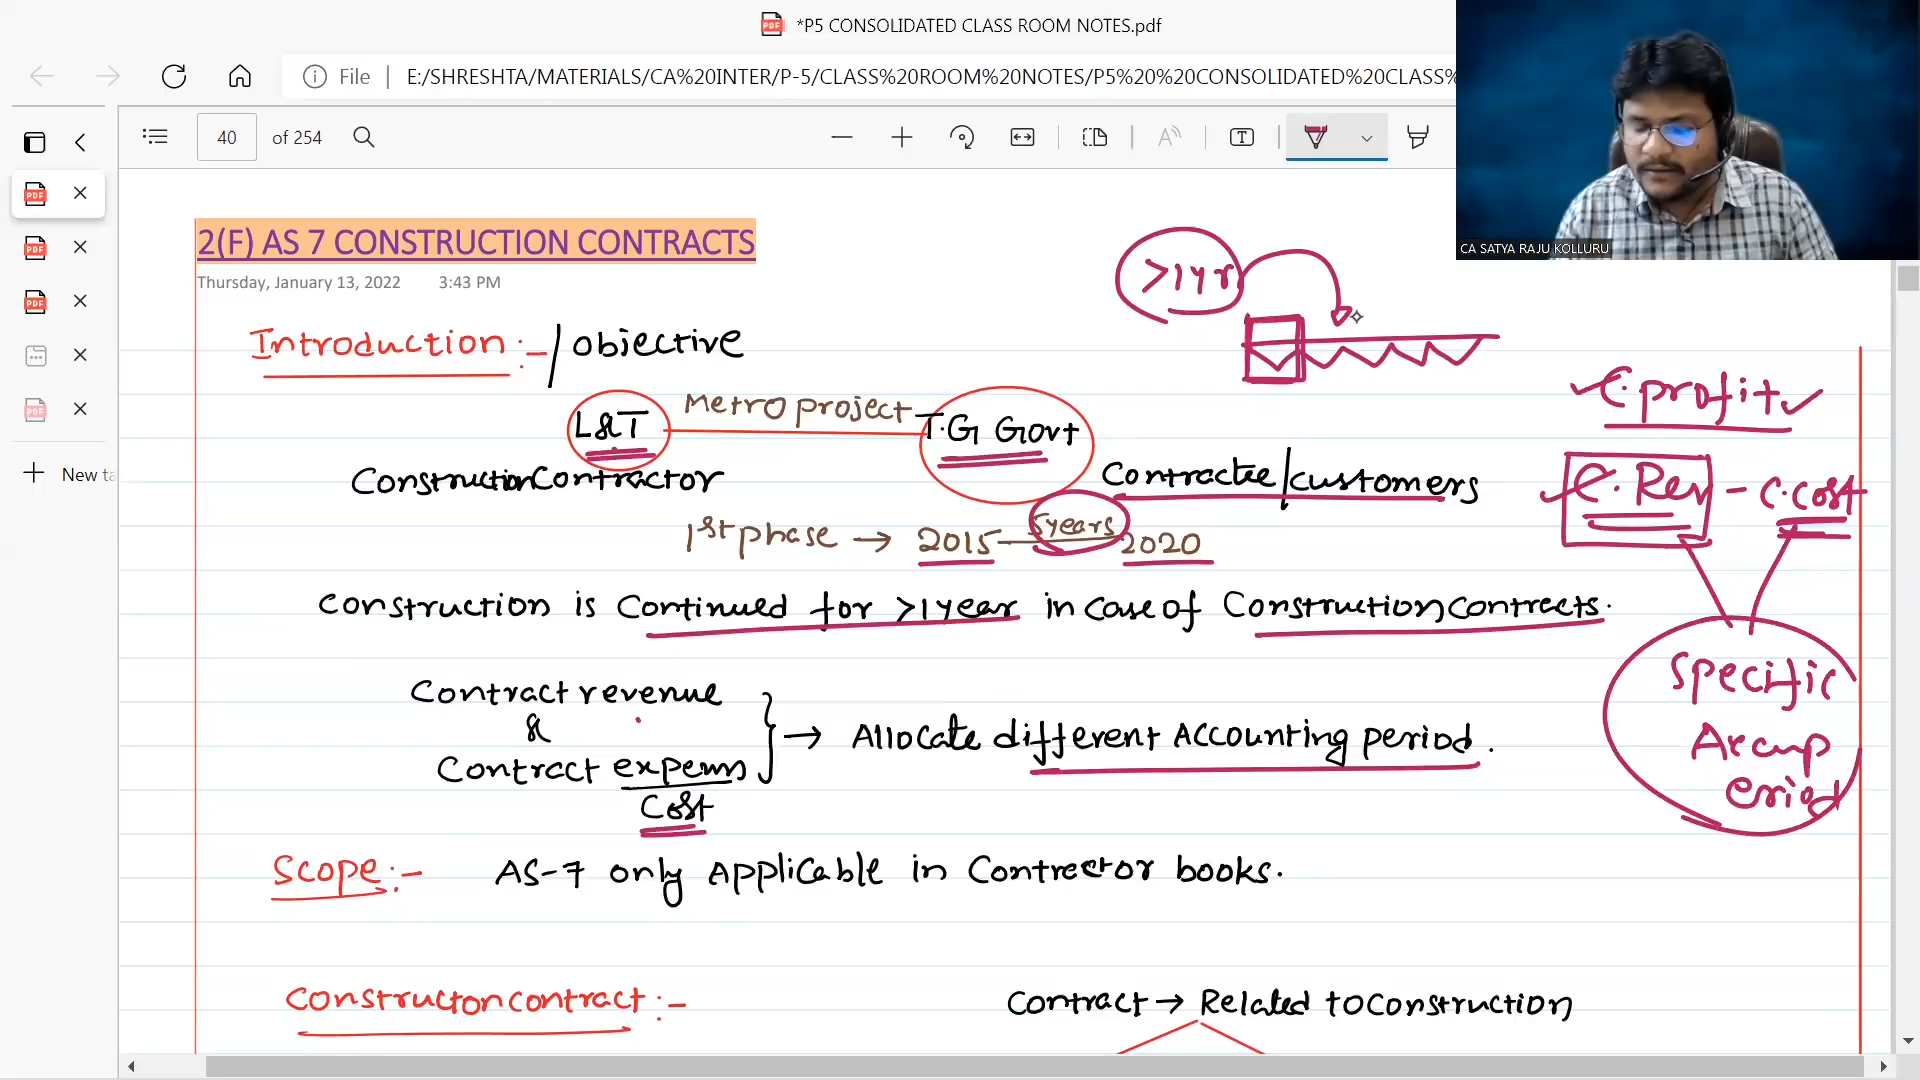 *P5 CONSOLIDATED CLASS ROOM NOTES.pdf
File
E:/SHRESHTA/MATERIALS/CA%20INTER/P-5/CLASS%20ROOM%20NOTES/P5%20%20CONSOLIDATED%20CLASS%
40 of 254
CA SATYA RAJU KOLLURU
New ta
2(F) AS 7 CONSTRUCTION CONTRACTS
Thursday, January 13, 2022 3:43 PM
>1yr
Introduction :- / objective
L&T Metro project T.G Govt
Construction Contractor Contractee/customers
C.profit
C.Rev - C.cost
1st phase → 2015 5years 2020
Construction is continued for >1year in case of Construction contracts.
Contract revenue
&
Contract expenses
Cost
→ Allocate different Accounting period.
Specific
Accup
eriod
Scope:- AS-7 only Applicable in Contractor books.
Constructon contract :- Contract → Related to construction